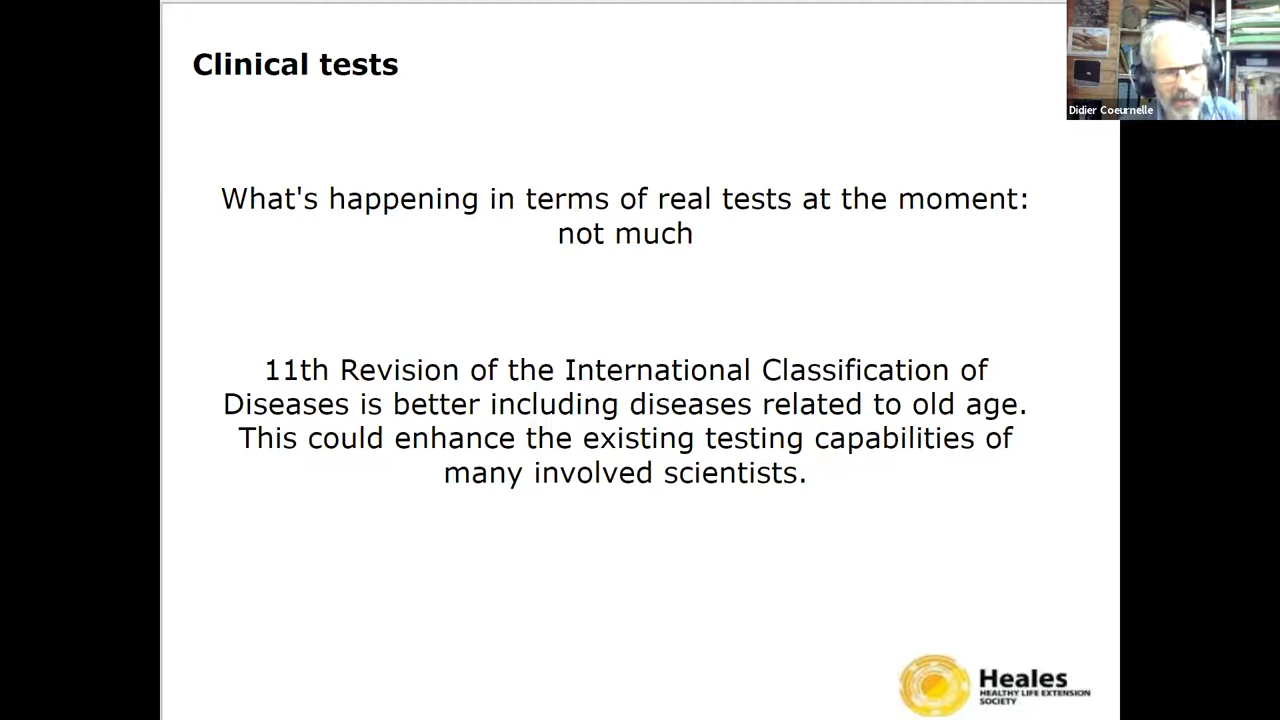 Clinical tests
Didier Coeurnelle
What's happening in terms of real tests at the moment:
not much
11th Revision of the International Classification of
Diseases is better including diseases related to old age.
This could enhance the existing testing capabilities of
many involved scientists.
Heales
HEALTHY LIFE EXTENSION
SOCIETY